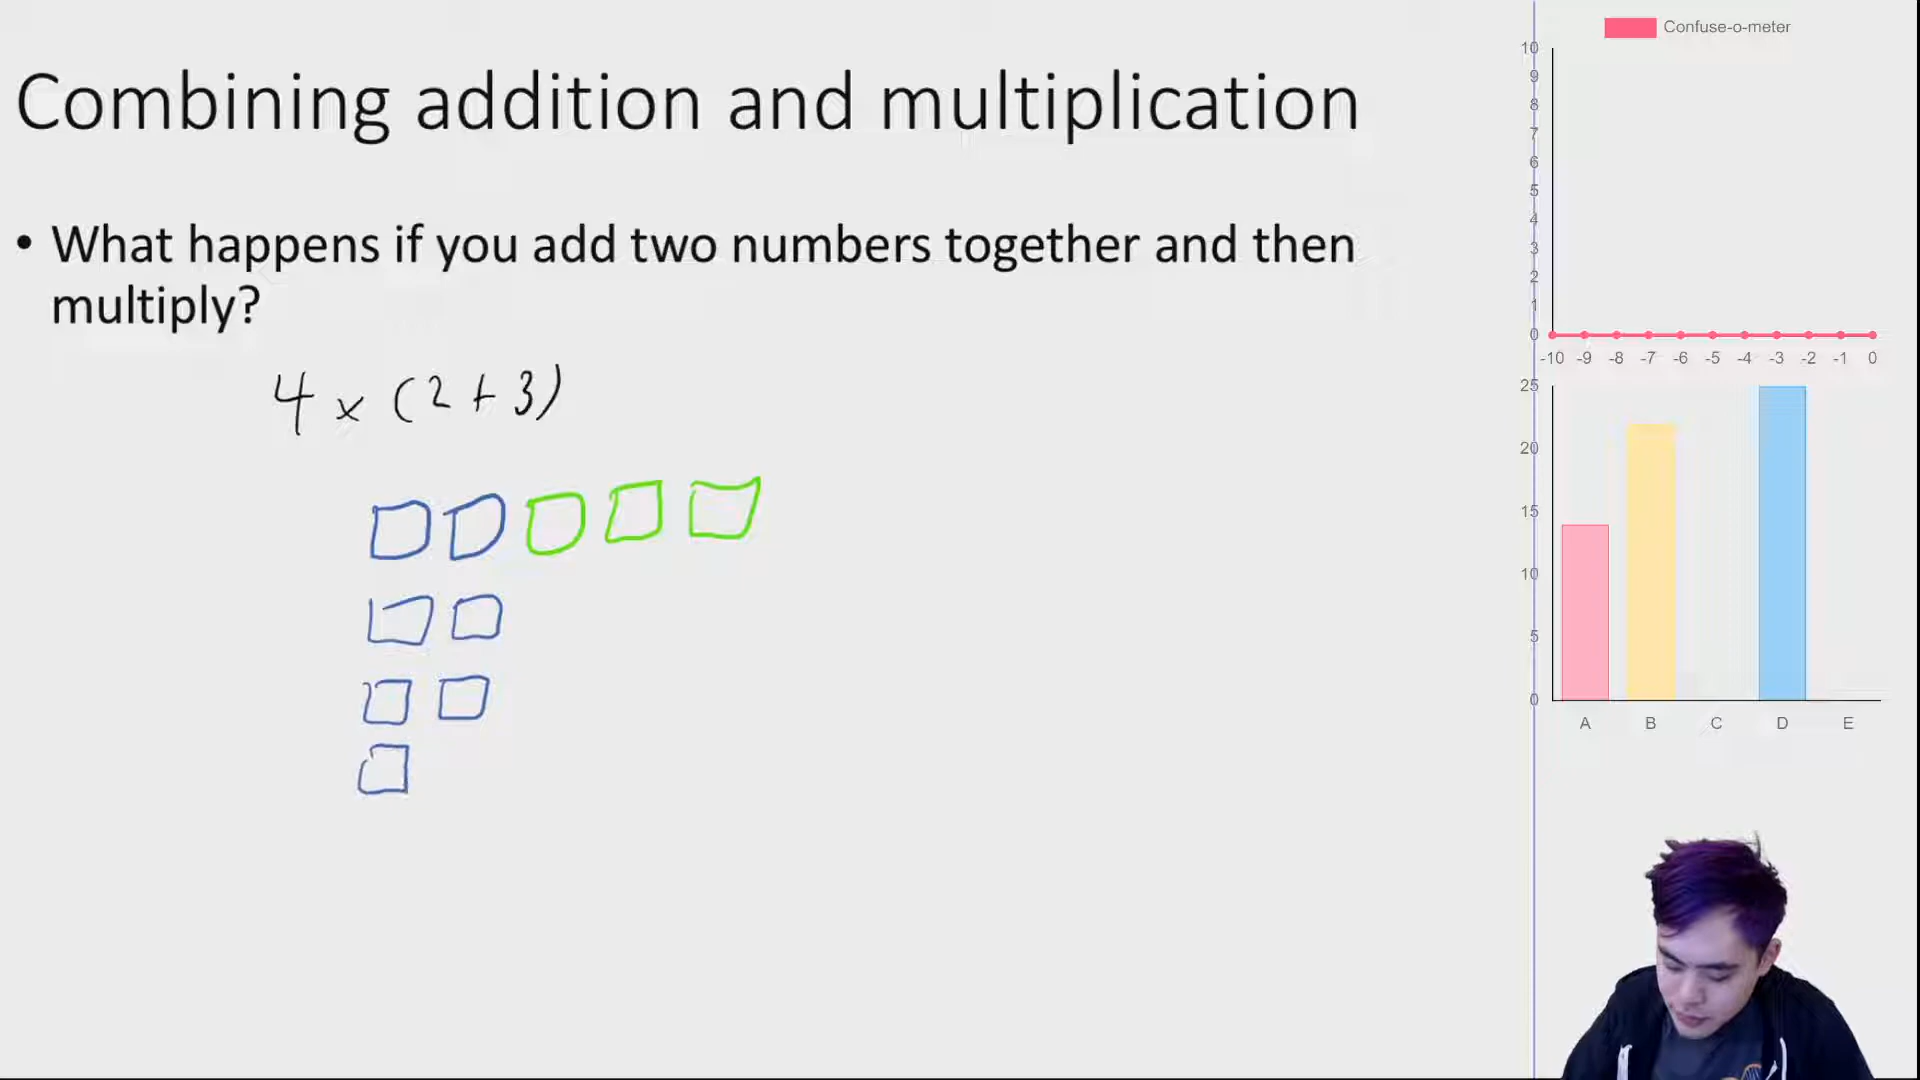 Combining addition and multiplication
• What happens if you add two numbers together and then
multiply?
4 × (2 + 3)
Confuse-o-meter
10
9
8
7
6
5
4
3
2
1
0
-10 -9 -8 -7 -6 -5 -4 -3 -2 -1 0
25
20
15
10
5
0
A B C D E